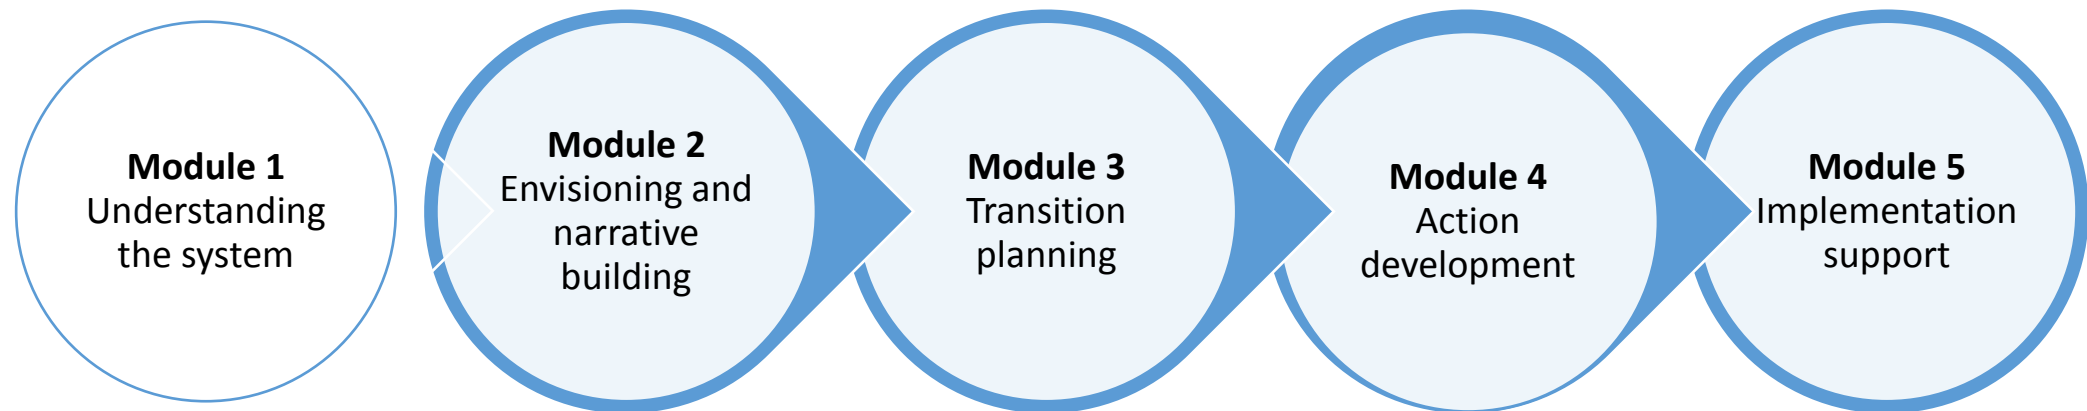 Module 1
Understanding
the system
Module 2
Envisioning and
narrative
building
Module 3
Transition
planning
Module 4
Action
development
Module 5
Implementation
support